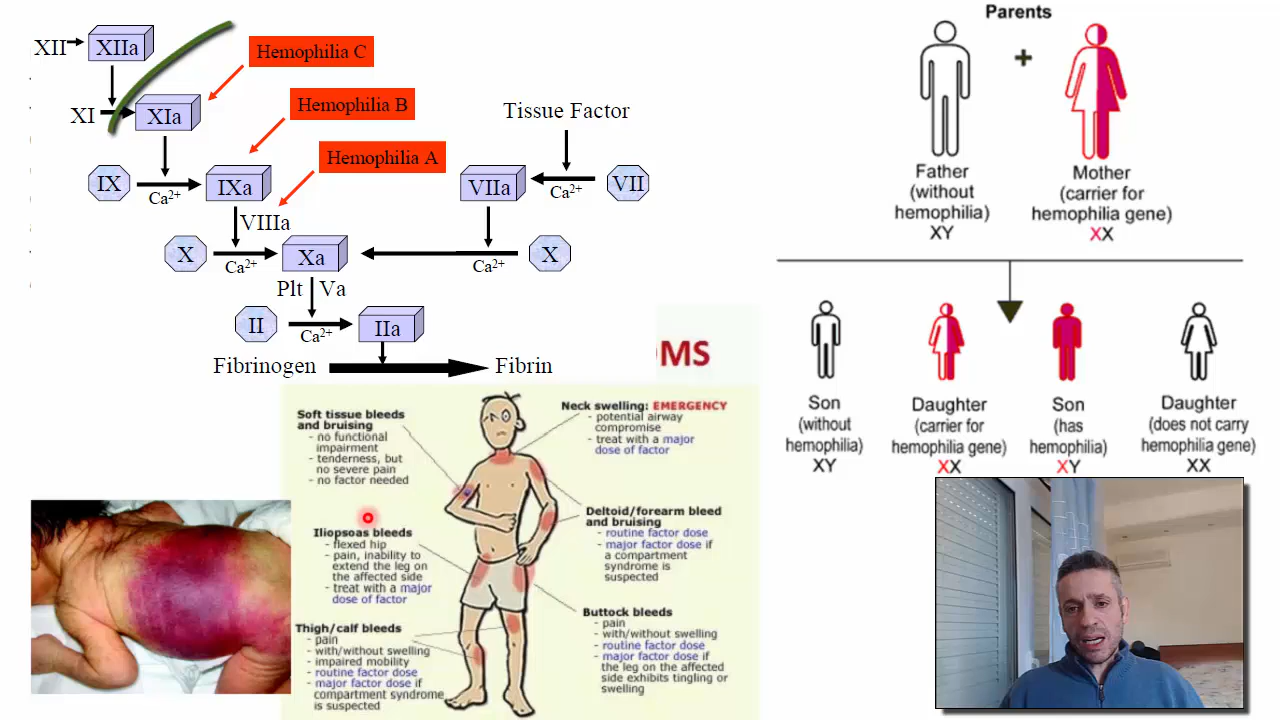 XII
XIIa
Hemophilia C
XI
XIa
Hemophilia B
Tissue Factor
Hemophilia A
IX
Ca2+
IXa
VIIa
Ca2+
VII
VIIIa
X
Ca2+
Xa
Ca2+
X
Plt
Va
II
Ca2+
IIa
Fibrinogen
Fibrin
OMS
Soft tissue bleeds
and bruising
- no functional
impairment
- tenderness, but
no severe pain
- no factor needed
Iliopsoas bleeds
- flexed hip
- pain, inability to
extend the leg on
the affected side
- treat with a major
dose of factor
Thigh/calf bleeds
- pain
- with/without swelling
- impaired mobility
- routine factor dose
- major factor dose if
compartment syndrome
is suspected
Neck swelling: EMERGENCY
- potential airway
compromise
- treat with a major
dose of factor
Deltoid/forearm bleed
and bruising
- routine factor dose
- major factor dose if
a compartment
syndrome is
suspected
Buttock bleeds
- pain
- with/without swelling
- routine factor dose
- major factor dose if
the leg on the affected
side exhibits tingling or
swelling
Parents
+
Father
(without
hemophilia)
XY
Mother
(carrier for
hemophilia gene)
XX
Son
(without
hemophilia)
XY
Daughter
(carrier for
hemophilia gene)
XX
Son
(has
hemophilia)
XY
Daughter
(does not carry
hemophilia gene)
XX